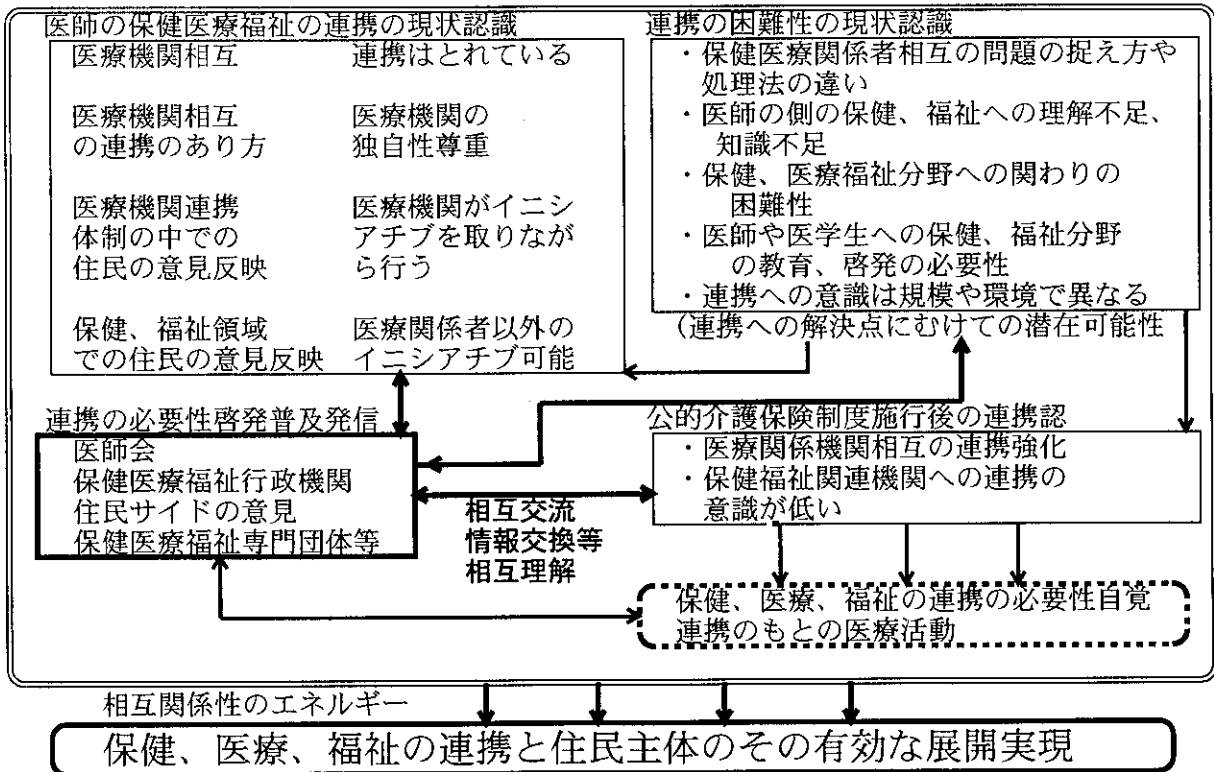 医師の保健医療福祉の連携の現状認識
医療機関相互　連携はとれている
医療機関相互　医療機関の
の連携のあり方　独自性尊重
医療機関連携　医療機関がイニシ
体制の中での　アチブを取りなが
住民の意見反映　ら行う
保健、福祉領域　医療関係者以外の
での住民の意見反映　イニシアチブ可能
連携の困難性の現状認識
・保健医療関係者相互の問題の捉え方や
処理法の違い
・医師の側の保健、福祉への理解不足、
知識不足
・保健、医療福祉分野への関わりの
困難性
・医師や医学生への保健、福祉分野
の教育、啓発の必要性
・連携への意識は規模や環境で異なる
(連携への解決点にむけての潜在可能性
連携の必要性啓発普及発信
医師会
保健医療福祉行政機関
住民サイドの意見
保健医療福祉専門団体等
相互交流
情報交換等
相互理解
公的介護保険制度施行後の連携認
・医療関係機関相互の連携強化
・保健福祉関連機関への連携の
意識が低い
保健、医療、福祉の連携の必要性自覚
連携のもとの医療活動
相互関係性のエネルギー
保健、医療、福祉の連携と住民主体のその有効な展開実現